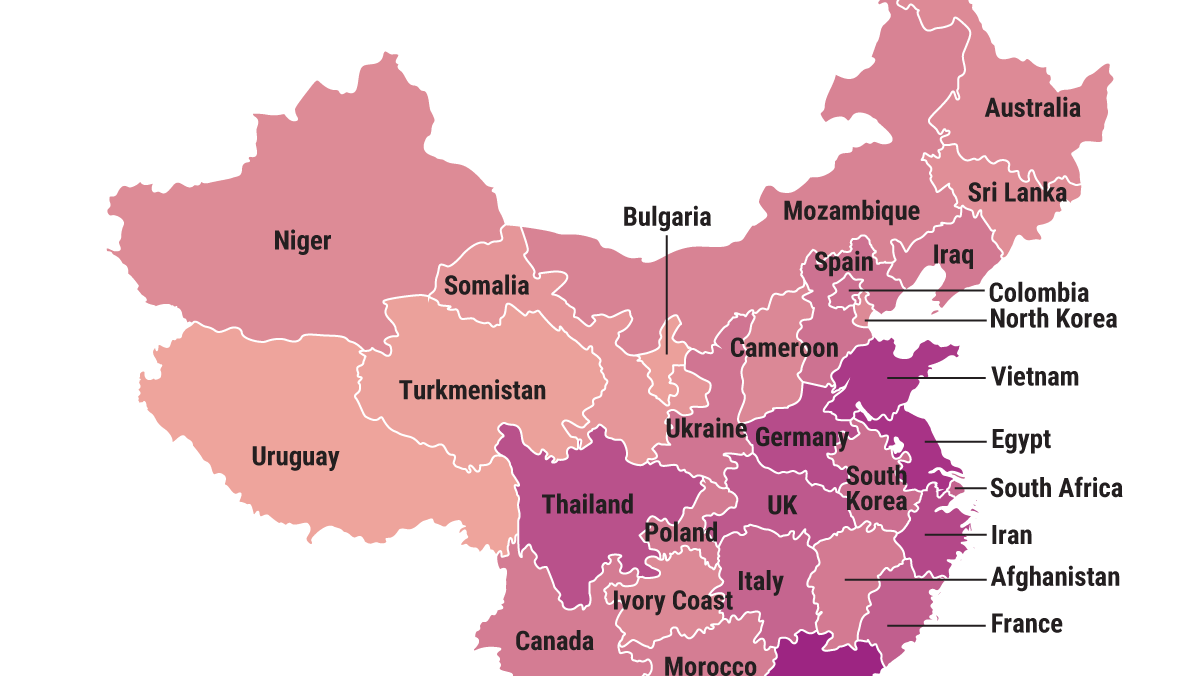 Australia
Sri Lanka
Mozambique
Bulgaria
Niger
Spain
Iraq
Somalia
Colombia
North Korea
Cameroon
Vietnam
Turkmenistan
Ukraine
Germany
Egypt
Uruguay
South
Korea
South Africa
Thailand
UK
Poland
Iran
Italy
Afghanistan
Ivory Coast
France
Canada
Morocco